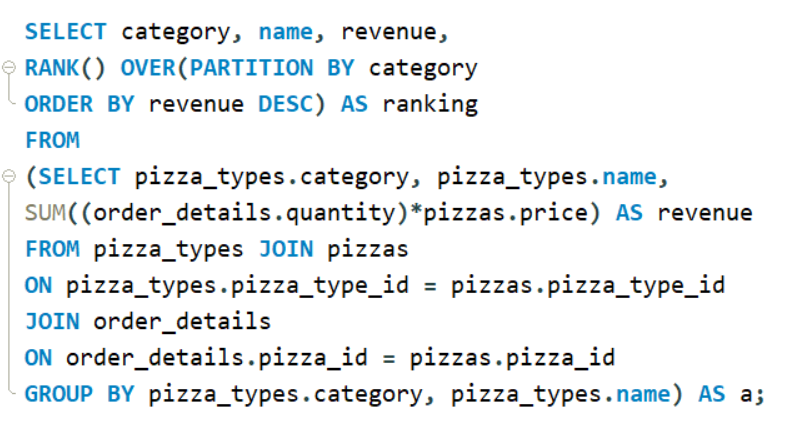 SELECT category, name, revenue,
RANK() OVER(PARTITION BY category
ORDER BY revenue DESC) AS ranking
FROM
(SELECT pizza_types.category, pizza_types.name,
SUM((order_details.quantity)*pizzas.price) AS revenue
FROM pizza_types JOIN pizzas
ON pizza_types.pizza_type_id = pizzas.pizza_type_id
JOIN order_details
ON order_details.pizza_id = pizzas.pizza_id
GROUP BY pizza_types.category, pizza_types.name) AS a;